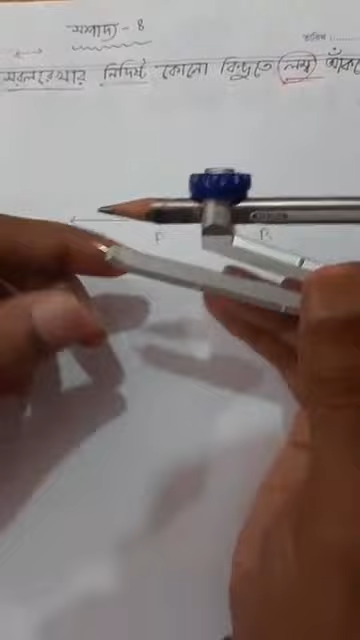 সম্পাদ্য - ৪
তারিখ :
সরলরেখার নির্দিষ্ট কোনো বিন্দুতে লম্ব আঁকতে
P
B